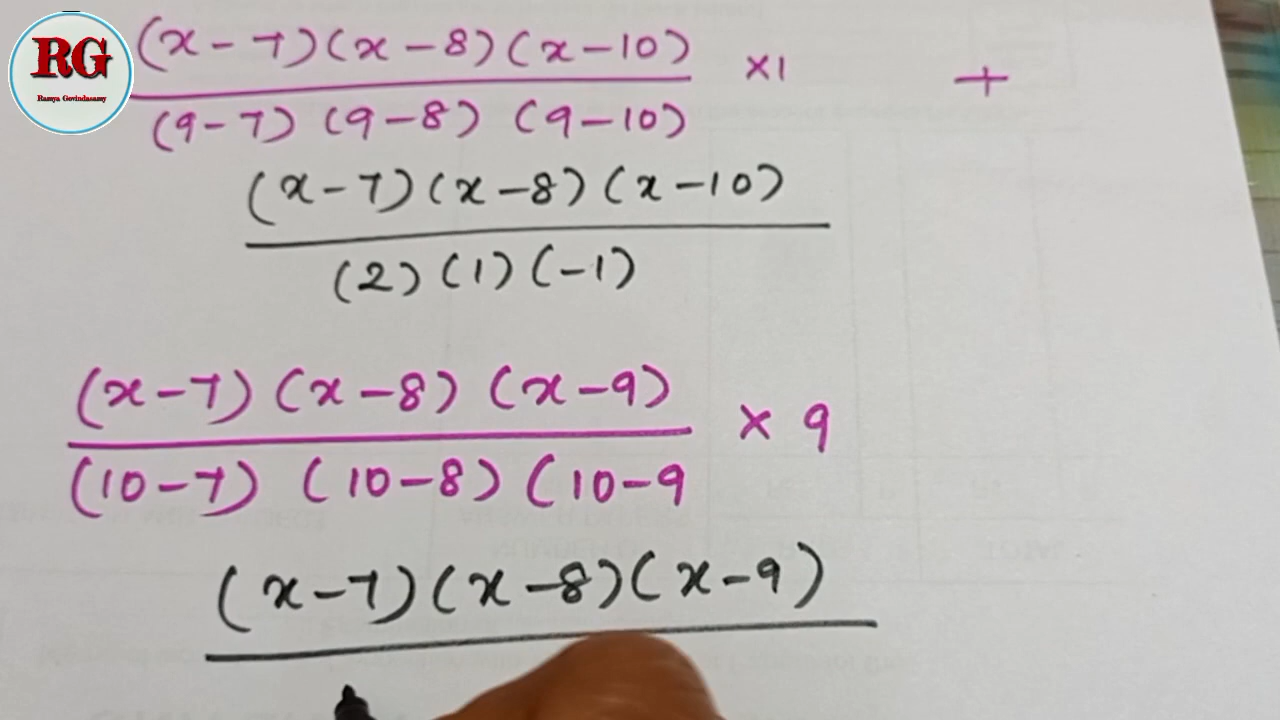 RG
Ramya Govindasamy
(x-7)(x-8)(x-10) ×1 +
(9-7) (9-8) (9-10)
(x-7)(x-8)(x-10)
(2)(1)(-1)
(x-7)(x-8)(x-9) × 9
(10-7) (10-8) (10-9
(x-7)(x-8)(x-9)